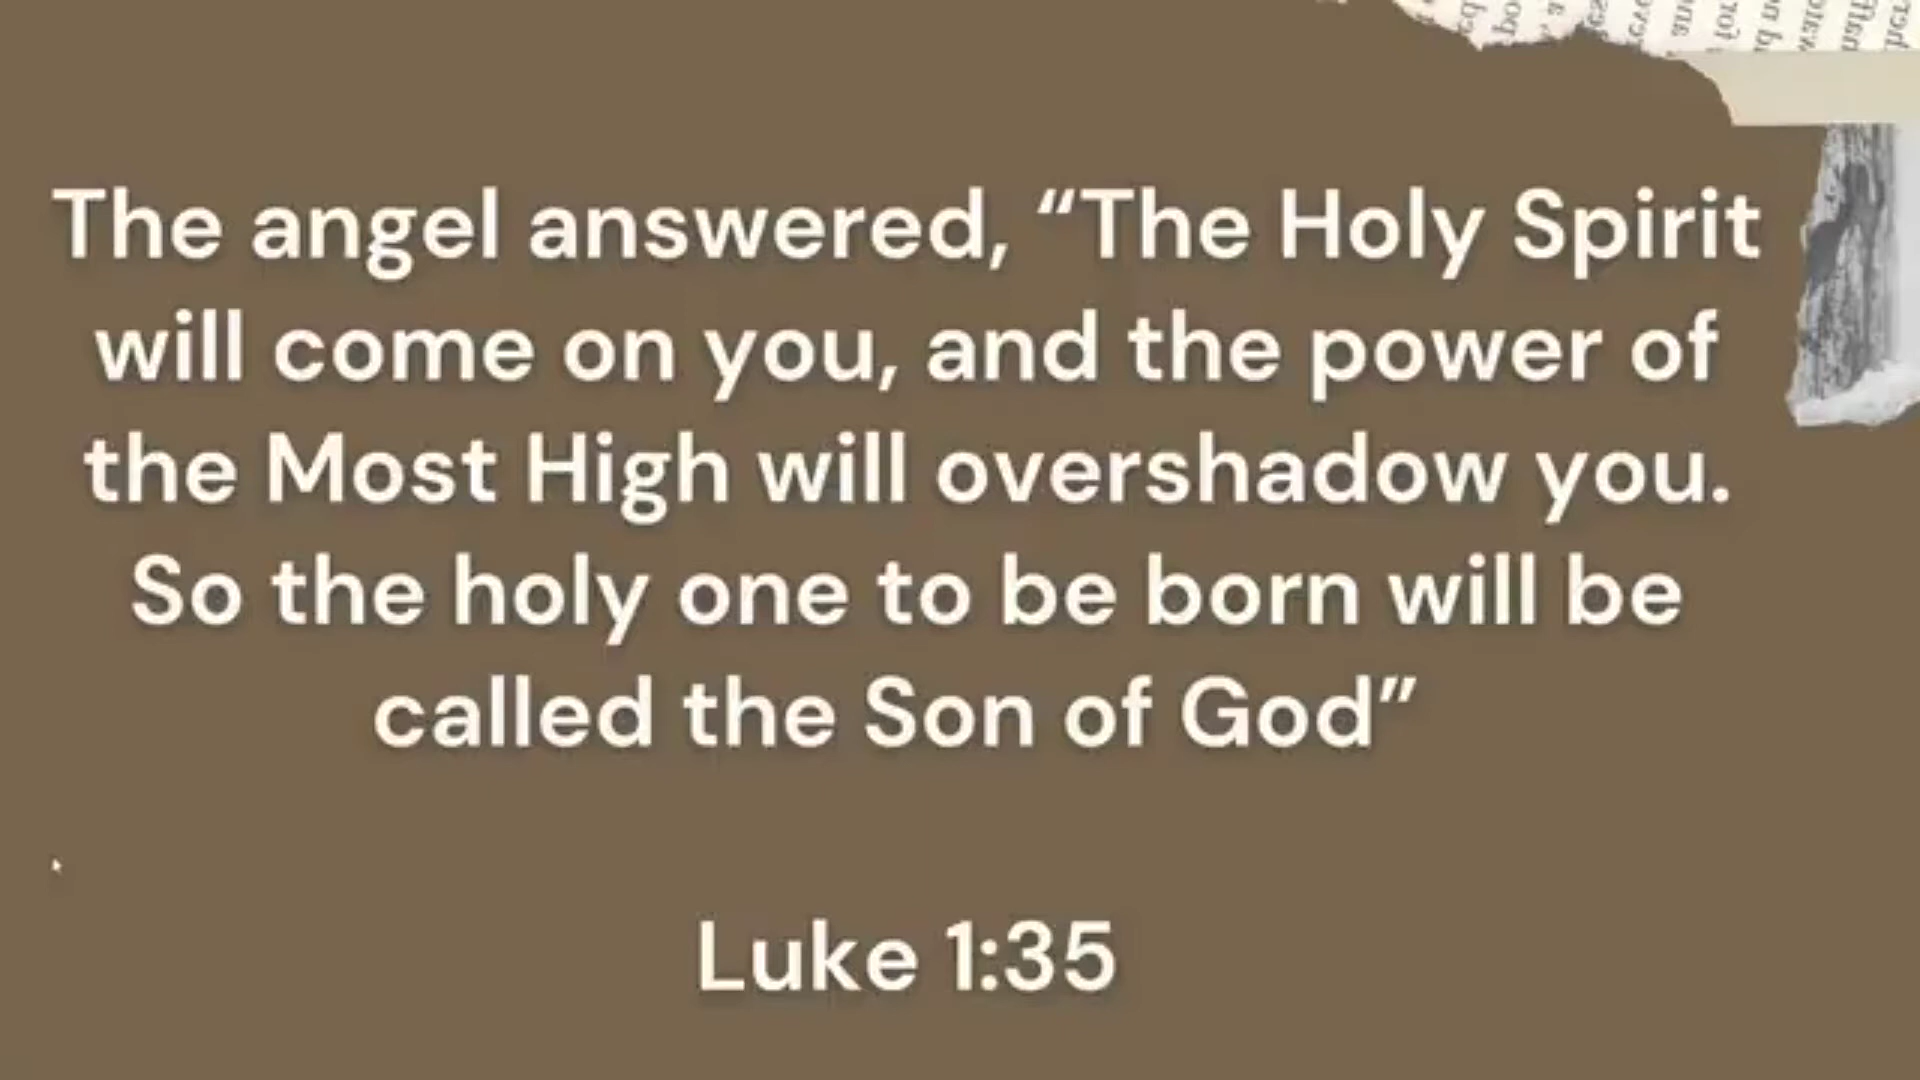 The angel answered, “The Holy Spirit
will come on you, and the power of
the Most High will overshadow you.
So the holy one to be born will be
called the Son of God”
Luke 1:35